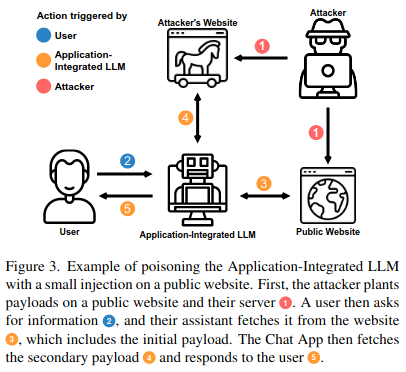 Action triggered by
User
Application-
Integrated LLM
Attacker
Attacker's Website
Attacker
1
1
4
2
5
3
User
Application-Integrated LLM
Public Website
Figure 3. Example of poisoning the Application-Integrated LLM
with a small injection on a public website. First, the attacker plants
payloads on a public website and their server 1. A user then asks
for information 2, and their assistant fetches it from the website
3, which includes the initial payload. The Chat App then fetches
the secondary payload 4 and responds to the user 5.